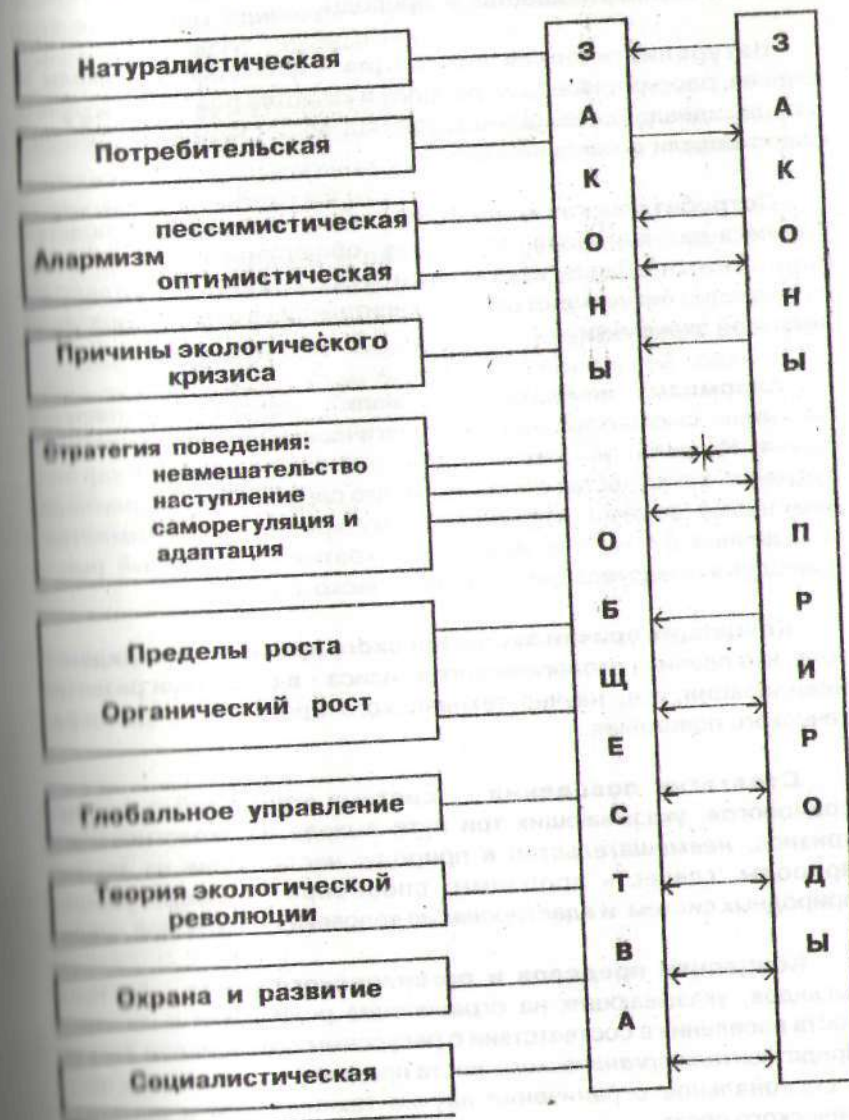 Натуралистическая
Потребительская
пессимистическая
Алармизм
оптимистическая
Причины экологического
кризиса
Стратегия поведения:
невмешательство
наступление
саморегуляция и
адаптация
Пределы роста
Органический рост
Глобальное управление
Теория экологической
революции
Охрана и развитие
Социалистическая
ЗАКОНЫ ОБЩЕСТВА
ЗАКОНЫ ПРИРОДЫ